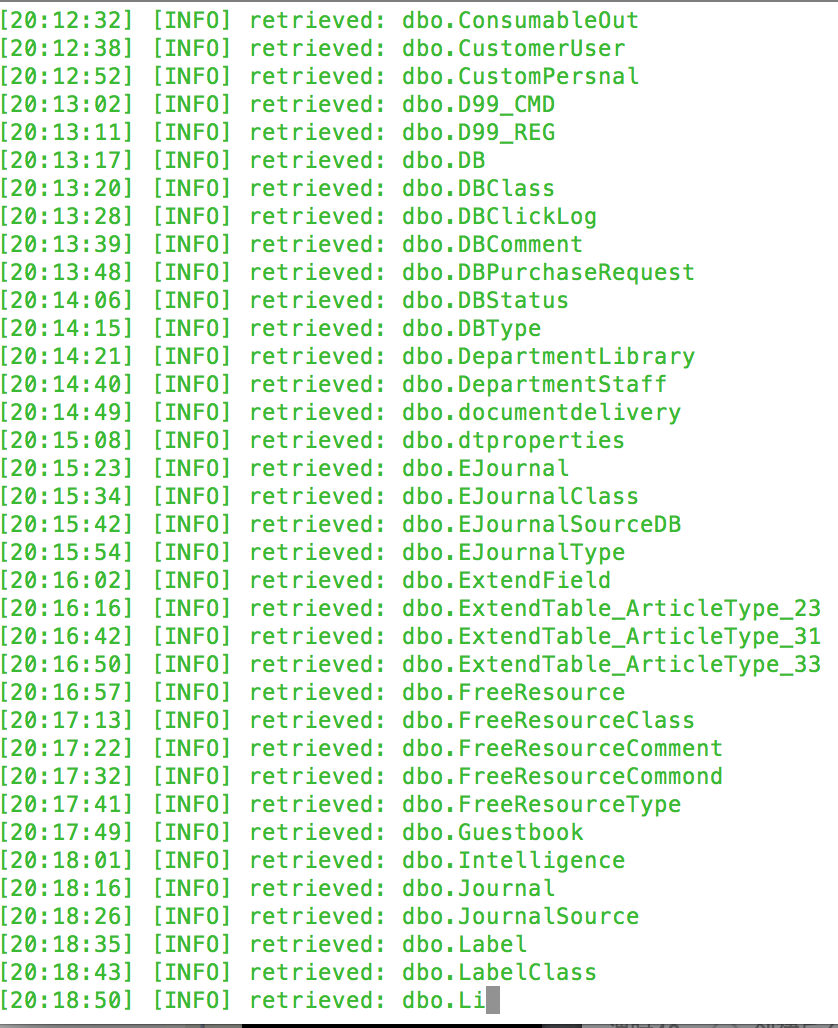 [20:12:32] [INFO] retrieved: dbo.ConsumableOut
[20:12:38] [INFO] retrieved: dbo.CustomerUser
[20:12:52] [INFO] retrieved: dbo.CustomPersnal
[20:13:02] [INFO] retrieved: dbo.D99_CMD
[20:13:11] [INFO] retrieved: dbo.D99_REG
[20:13:17] [INFO] retrieved: dbo.DB
[20:13:20] [INFO] retrieved: dbo.DBClass
[20:13:28] [INFO] retrieved: dbo.DBClickLog
[20:13:39] [INFO] retrieved: dbo.DBComment
[20:13:48] [INFO] retrieved: dbo.DBPurchaseRequest
[20:14:06] [INFO] retrieved: dbo.DBStatus
[20:14:15] [INFO] retrieved: dbo.DBType
[20:14:21] [INFO] retrieved: dbo.DepartmentLibrary
[20:14:40] [INFO] retrieved: dbo.DepartmentStaff
[20:14:49] [INFO] retrieved: dbo.documentdelivery
[20:15:08] [INFO] retrieved: dbo.dtproperties
[20:15:23] [INFO] retrieved: dbo.EJournal
[20:15:34] [INFO] retrieved: dbo.EJournalClass
[20:15:42] [INFO] retrieved: dbo.EJournalSourceDB
[20:15:54] [INFO] retrieved: dbo.EJournalType
[20:16:02] [INFO] retrieved: dbo.ExtendField
[20:16:16] [INFO] retrieved: dbo.ExtendTable_ArticleType_23
[20:16:42] [INFO] retrieved: dbo.ExtendTable_ArticleType_31
[20:16:50] [INFO] retrieved: dbo.ExtendTable_ArticleType_33
[20:16:57] [INFO] retrieved: dbo.FreeResource
[20:17:13] [INFO] retrieved: dbo.FreeResourceClass
[20:17:22] [INFO] retrieved: dbo.FreeResourceComment
[20:17:32] [INFO] retrieved: dbo.FreeResourceCommond
[20:17:41] [INFO] retrieved: dbo.FreeResourceType
[20:17:49] [INFO] retrieved: dbo.Guestbook
[20:18:01] [INFO] retrieved: dbo.Intelligence
[20:18:16] [INFO] retrieved: dbo.Journal
[20:18:26] [INFO] retrieved: dbo.JournalSource
[20:18:35] [INFO] retrieved: dbo.Label
[20:18:43] [INFO] retrieved: dbo.LabelClass
[20:18:50] [INFO] retrieved: dbo.Li